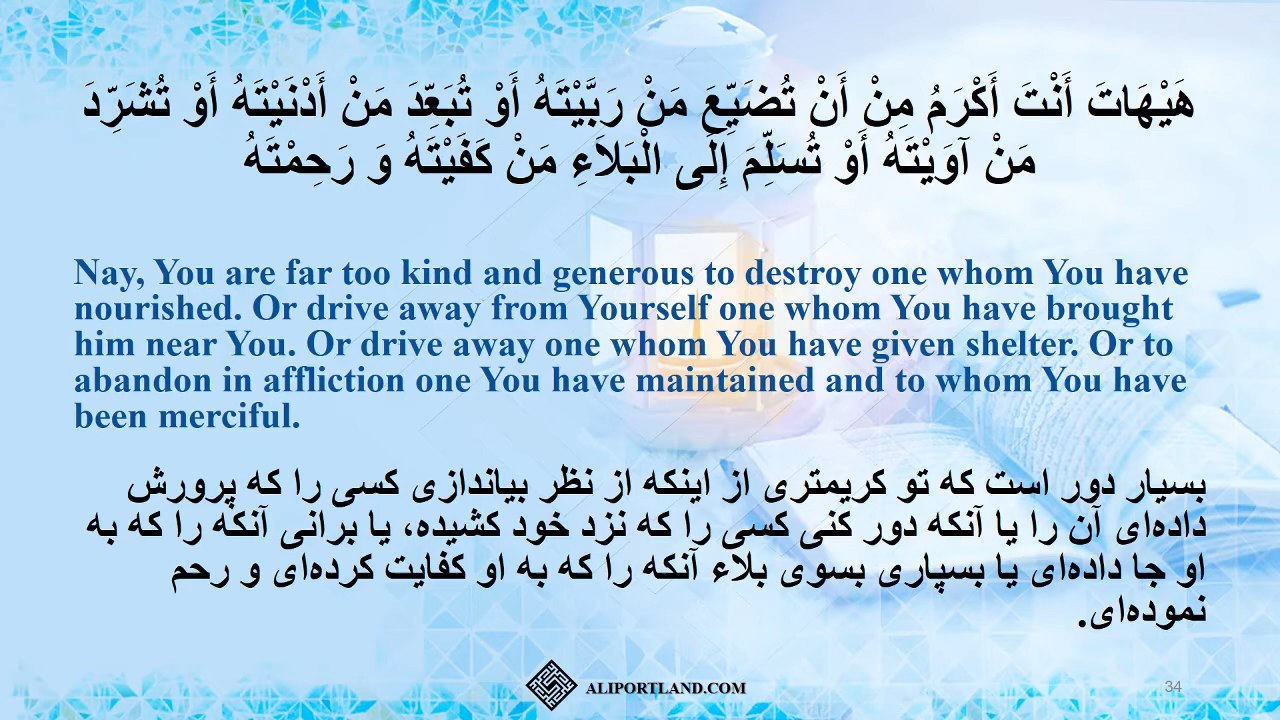 هَيْهَاتَ أَنْتَ أَكْرَمُ مِنْ أَنْ تُضَيِّعَ مَنْ رَبَّيْتَهُ أَوْ تُبَعِّدَ مَنْ أَدْنَيْتَهُ أَوْ تُشَرِّدَ
مَنْ آوَيْتَهُ أَوْ تُسَلِّمَ إِلَى الْبَلاَءِ مَنْ كَفَيْتَهُ وَ رَحِمْتَهُ
Nay, You are far too kind and generous to destroy one whom You have
nourished. Or drive away from Yourself one whom You have brought
him near You. Or drive away one whom You have given shelter. Or to
abandon in affliction one You have maintained and to whom You have
been merciful.
بسیار دور است که تو کریمتری از اینکه از نظر بیاندازی کسی را که پرورش
داده‌ای آن را یا آنکه دور کنی کسی را که نزد خود کشیده، یا برانی آنکه را که به
او جا داده‌ای یا بسپاری بسوی بلاء آنکه را که به او کفایت کرده‌ای و رحم
نموده‌ای.
ALIPORTLAND.COM
34